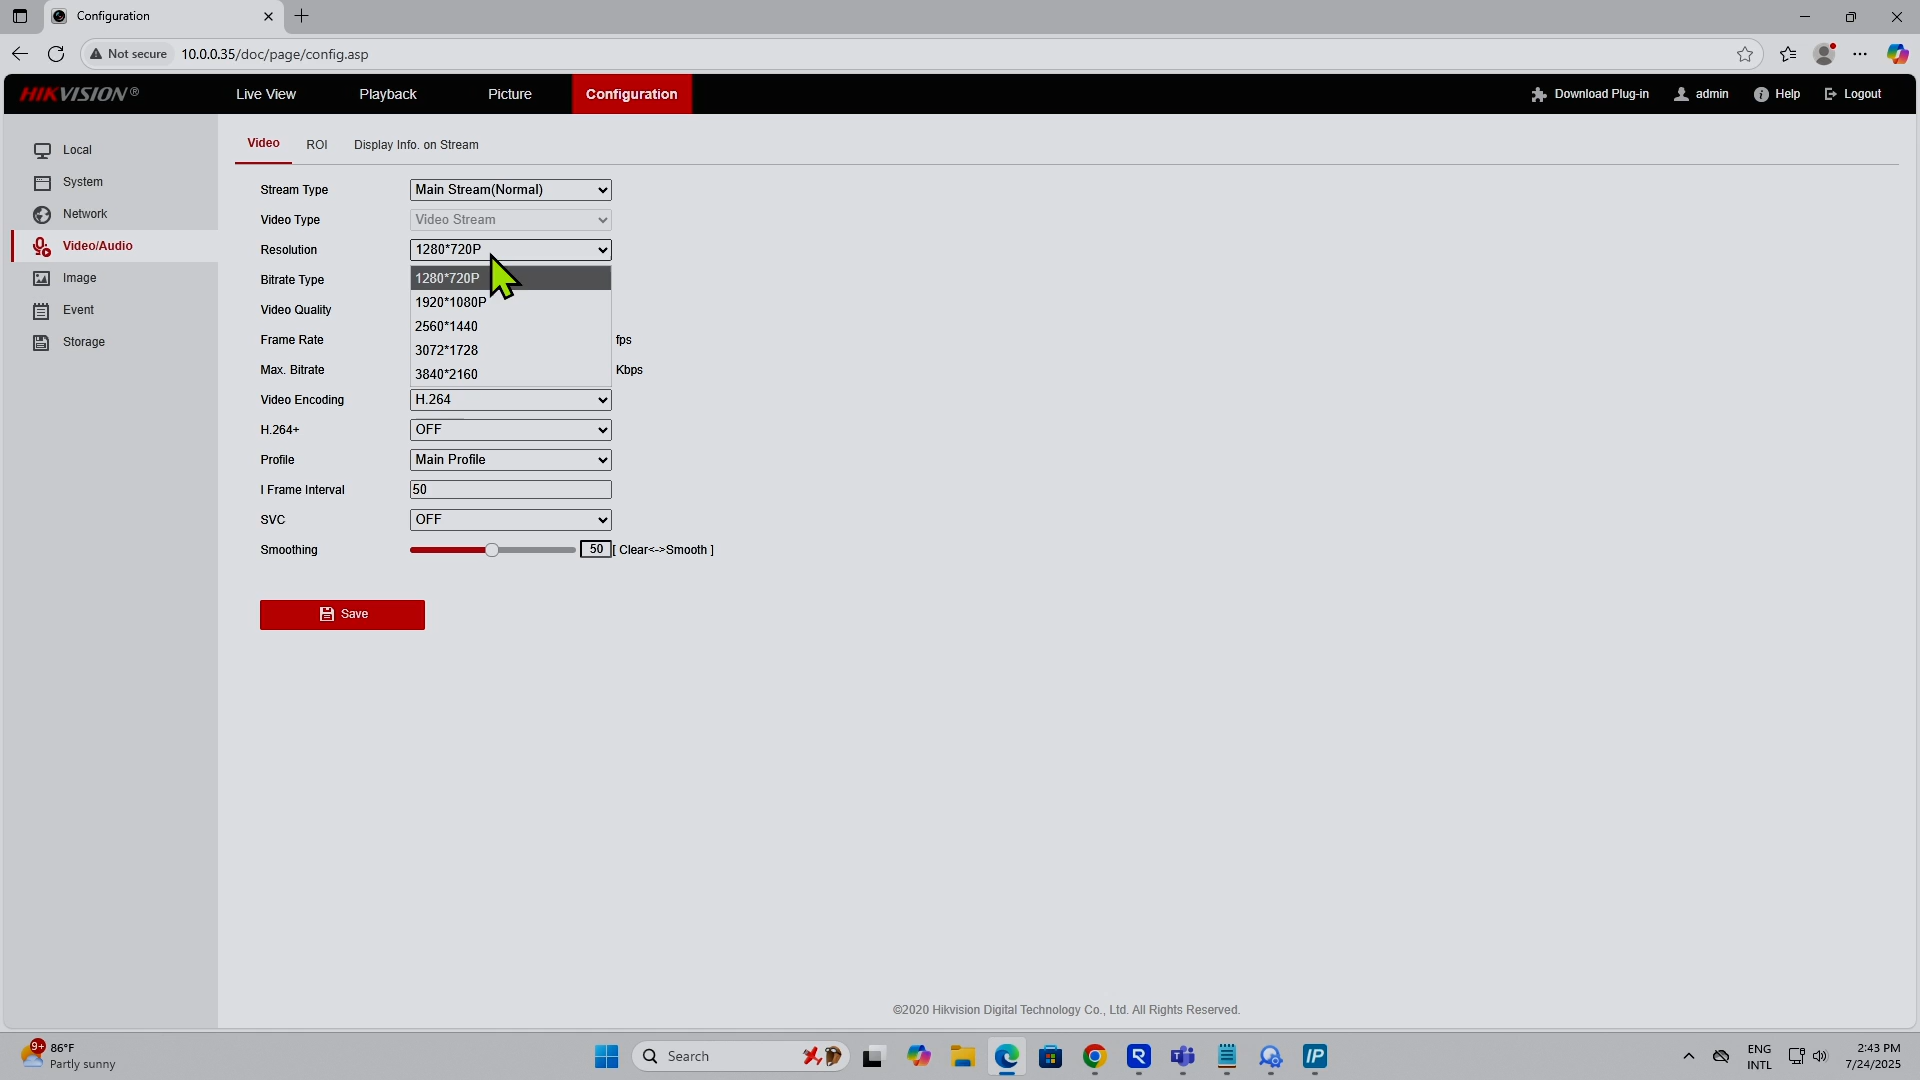 Configuration
Not secure 10.0.0.35/doc/page/config.asp
HIKVISION® Live View Playback Picture Configuration Download Plug-in admin Help Logout
Local
System
Network
Video/Audio
Image
Event
Storage
Video ROI Display Info. on Stream
Stream Type Main Stream(Normal)
Video Type Video Stream
Resolution 1280*720P
Bitrate Type 1280*720P
1920*1080P
Video Quality
2560*1440
Frame Rate fps
3072*1728
Max. Bitrate Kbps
3840*2160
Video Encoding H.264
H.264+ OFF
Profile Main Profile
I Frame Interval 50
SVC OFF
Smoothing 50 [ Clear<->Smooth ]
Save
©2020 Hikvision Digital Technology Co., Ltd. All Rights Reserved.
9+ 86°F
Partly sunny
Search
R
IP
ENG
INTL
2:43 PM
7/24/2025